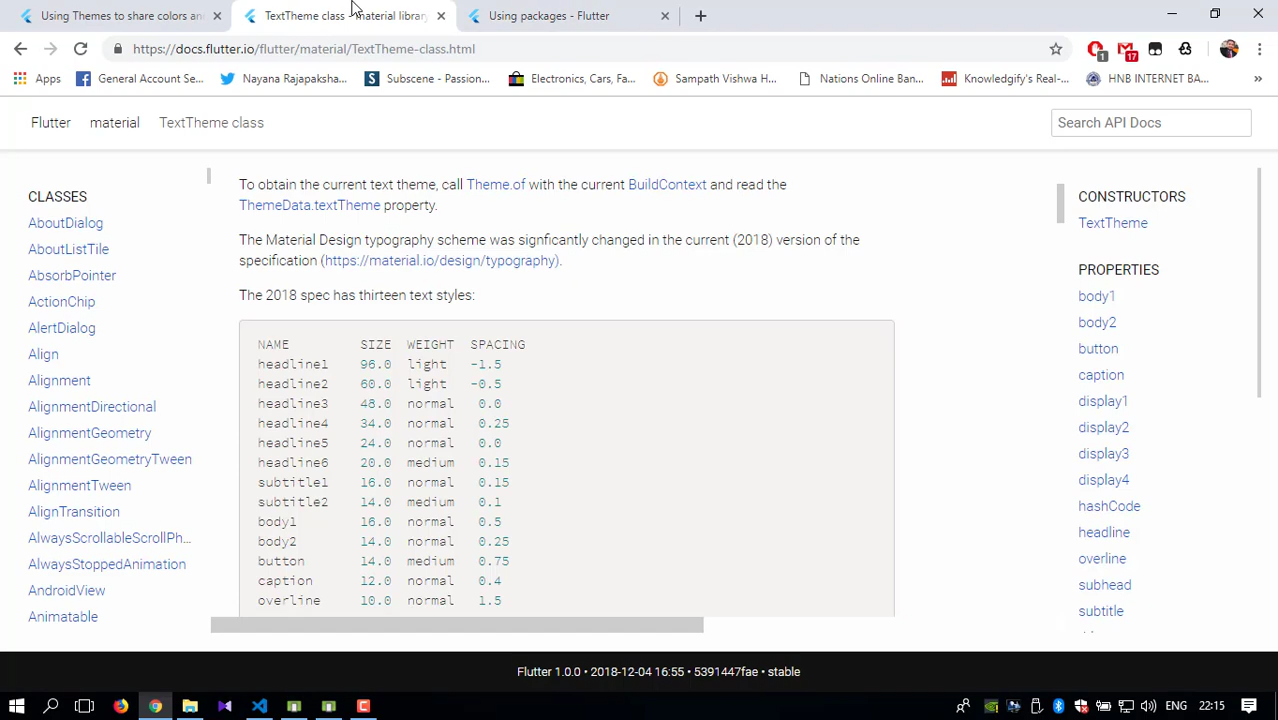 Using Themes to share colors an
TextTheme class - material library
Using packages - Flutter
https://docs.flutter.io/flutter/material/TextTheme-class.html
1
17
Apps
General Account Se...
Nayana Rajapaksha...
Subscene - Passion...
Electronics, Cars, Fa...
Sampath Vishwa H...
Nations Online Ban...
Knowledgify's Real-...
HNB INTERNET BA...
»
Flutter
material
TextTheme class
Search API Docs
CLASSES
AboutDialog
AboutListTile
AbsorbPointer
ActionChip
AlertDialog
Align
Alignment
AlignmentDirectional
AlignmentGeometry
AlignmentGeometryTween
AlignmentTween
AlignTransition
AlwaysScrollableScrollPh...
AlwaysStoppedAnimation
AndroidView
Animatable
To obtain the current text theme, call Theme.of with the current BuildContext and read the
ThemeData.textTheme property.
The Material Design typography scheme was signficantly changed in the current (2018) version of the
specification (https://material.io/design/typography).
The 2018 spec has thirteen text styles:
NAME SIZE WEIGHT SPACING
headline1 96.0 light -1.5
headline2 60.0 light -0.5
headline3 48.0 normal 0.0
headline4 34.0 normal 0.25
headline5 24.0 normal 0.0
headline6 20.0 medium 0.15
subtitle1 16.0 normal 0.15
subtitle2 14.0 medium 0.1
body1 16.0 normal 0.5
body2 14.0 normal 0.25
button 14.0 medium 0.75
caption 12.0 normal 0.4
overline 10.0 normal 1.5
CONSTRUCTORS
TextTheme
PROPERTIES
body1
body2
button
caption
display1
display2
display3
display4
hashCode
headline
overline
subhead
subtitle
Flutter 1.0.0 • 2018-12-04 16:55 • 5391447fae • stable
ENG
22:15